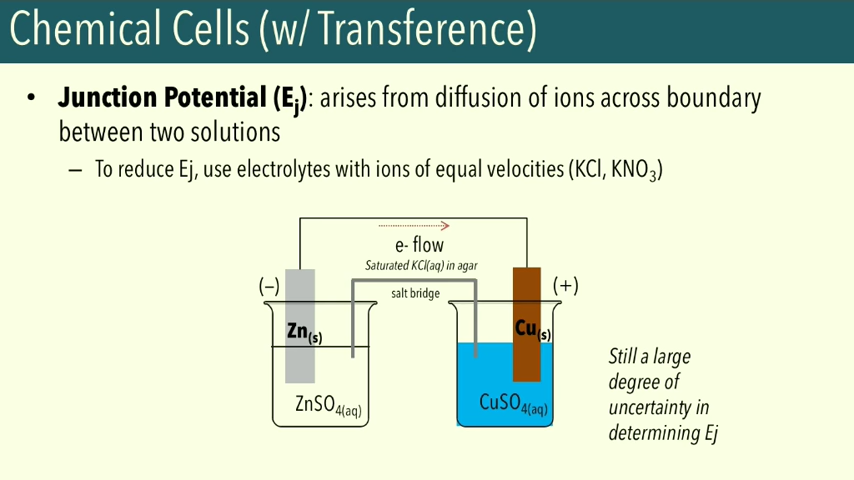 Chemical Cells (w/ Transference)
• Junction Potential (Ej): arises from diffusion of ions across boundary
between two solutions
– To reduce Ej, use electrolytes with ions of equal velocities (KCl, KNO3)
e- flow
Saturated KCl(aq) in agar
(–)
salt bridge
(+)
Zn(s)
Cu(s)
ZnSO4(aq)
CuSO4(aq)
Still a large
degree of
uncertainty in
determining Ej